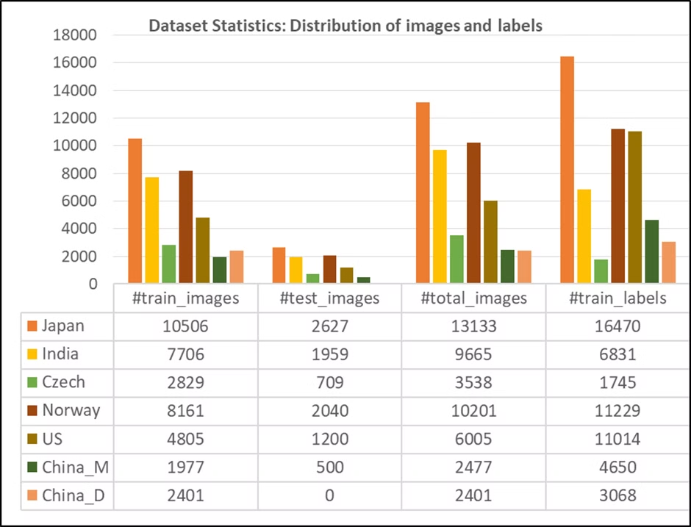 Dataset Statistics: Distribution of images and labels
18000
16000
14000
12000
10000
8000
6000
4000
2000
0
#train_images #test_images #total_images #train_labels
Japan 10506 2627 13133 16470
India 7706 1959 9665 6831
Czech 2829 709 3538 1745
Norway 8161 2040 10201 11229
US 4805 1200 6005 11014
China_M 1977 500 2477 4650
China_D 2401 0 2401 3068